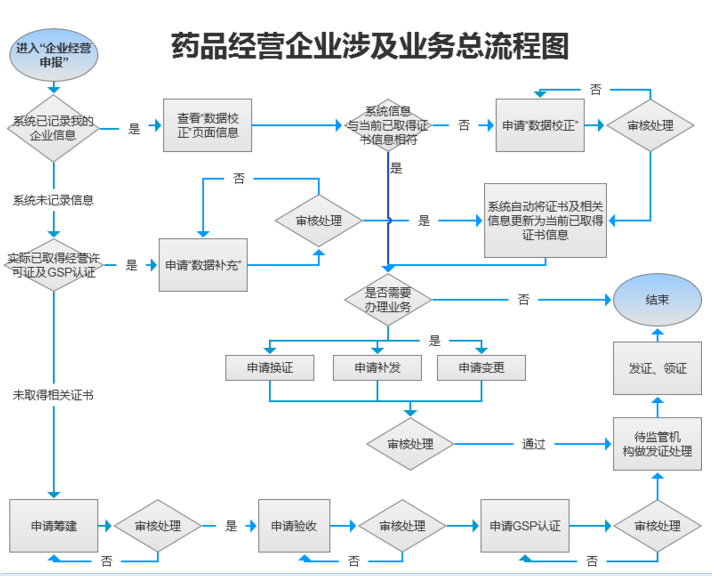 药品经营企业涉及业务总流程图
进入“企业经营
申报”
系统已记录我的
企业信息
是
查看“数据校
正”页面信息
系统信息
与当前已取得证
书信息相符
否
申请“数据校正”
否
审核处理
是
系统未记录信息
否
审核处理
是
系统自动将证书及相关
信息更新为当前已取得
证书信息
实际已取得经营许
可证及GSP认证
是
申请“数据补充”
是否需要
办理业务
否
结束
是
申请换证
申请补发
申请变更
发证、领证
未取得相关证书
审核处理
通过
待监管机
构做发证处理
申请筹建
审核处理
是
申请验收
审核处理
申请GSP认证
审核处理
否
否
否